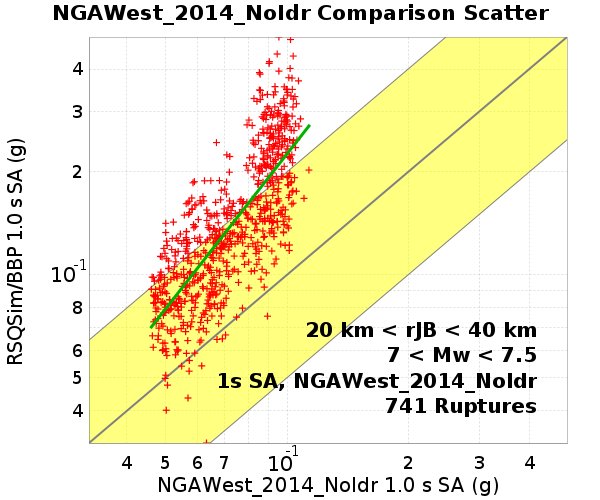 NGAWest_2014_NoIdr Comparison Scatter
RSQSim/BBP 1.0 s SA (g)
4
3
2
10-1
8
7
6
5
4
20 km < rJB < 40 km
7 < Mw < 7.5
1s SA, NGAWest_2014_NoIdr
741 Ruptures
4 5 6 7 10-1 2 3 4
NGAWest_2014_NoIdr 1.0 s SA (g)